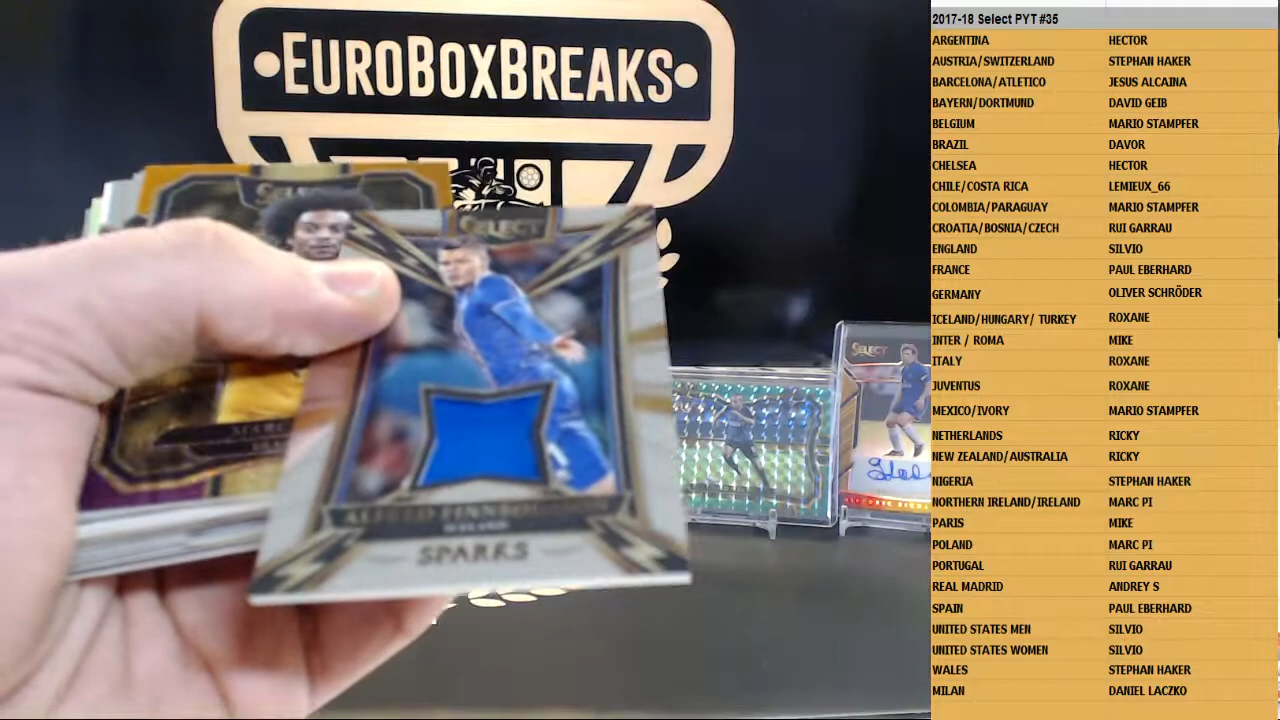 EUROBOXBREAKS
SELECT
SELECT
ICELAND
SPARKS
SELECT
2017-18 Select PYT #35
ARGENTINA HECTOR
AUSTRIA/SWITZERLAND STEPHAN HAKER
BARCELONA/ATLETICO JESUS ALCAINA
BAYERN/DORTMUND DAVID GEIB
BELGIUM MARIO STAMPFER
BRAZIL DAVOR
CHELSEA HECTOR
CHILE/COSTA RICA LEMIEUX_66
COLOMBIA/PARAGUAY MARIO STAMPFER
CROATIA/BOSNIA/CZECH RUI GARRAU
ENGLAND SILVIO
FRANCE PAUL EBERHARD
GERMANY OLIVER SCHRÖDER
ICELAND/HUNGARY/ TURKEY ROXANE
INTER / ROMA MIKE
ITALY ROXANE
JUVENTUS ROXANE
MEXICO/IVORY MARIO STAMPFER
NETHERLANDS RICKY
NEW ZEALAND/AUSTRALIA RICKY
NIGERIA STEPHAN HAKER
NORTHERN IRELAND/IRELAND MARC PI
PARIS MIKE
POLAND MARC PI
PORTUGAL RUI GARRAU
REAL MADRID ANDREY S
SPAIN PAUL EBERHARD
UNITED STATES MEN SILVIO
UNITED STATES WOMEN SILVIO
WALES STEPHAN HAKER
MILAN DANIEL LACZKO